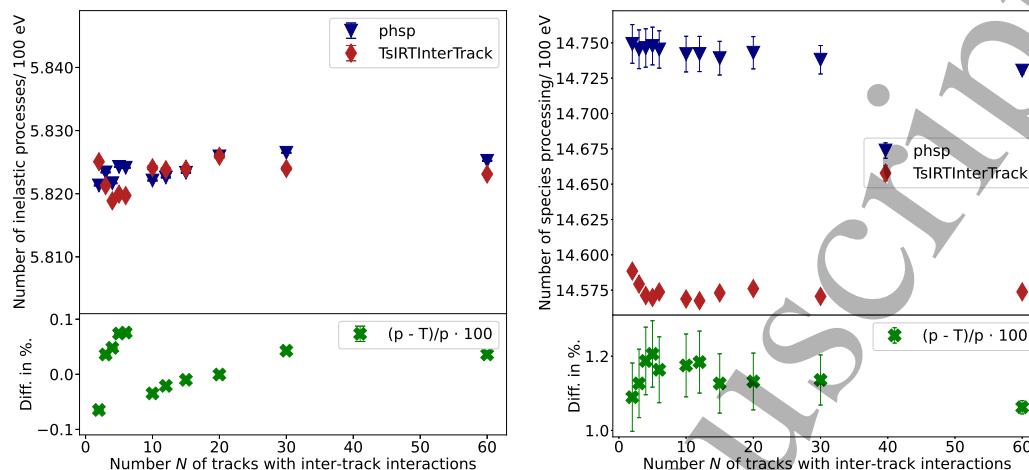 Number of inelastic processes/ 100 eV
5.840
5.830
5.820
5.810
phsp
TsIRTInterTrack
Diff. in %.
0.1
0.0
−0.1
(p - T)/p · 100
0 10 20 30 40 50 60
Number N of tracks with inter-track interactions
Number of species processing/ 100 eV
14.750
14.725
14.700
14.675
14.650
14.625
14.600
14.575
phsp
TsIRTInterTrack
Diff. in %.
1.2
1.0
(p - T)/p · 100
0 10 20 30 40 50 60
Number N of tracks with inter-track interactions
uscrip